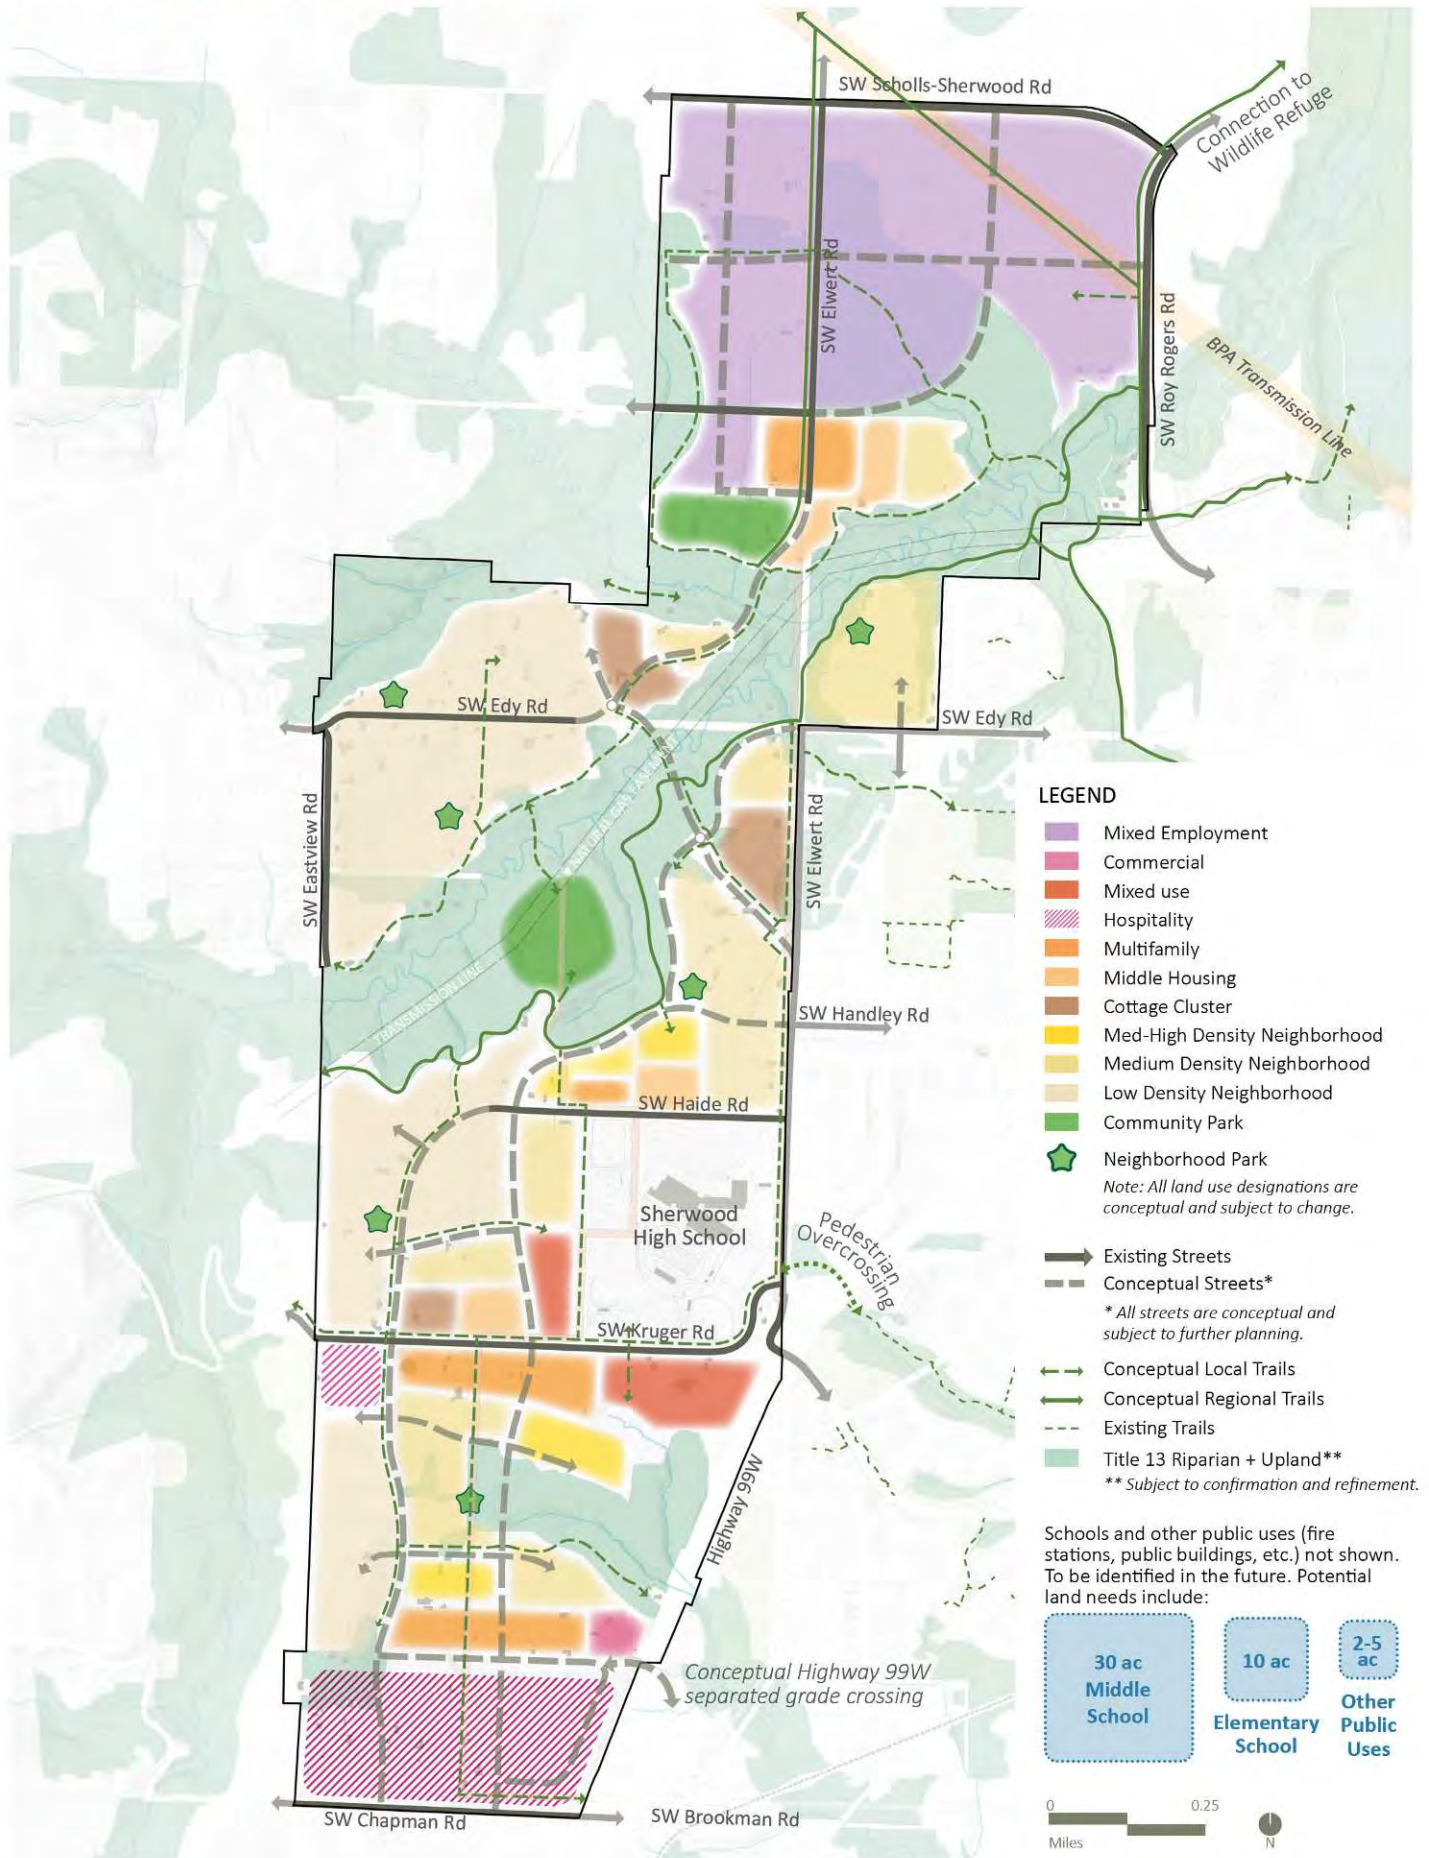 SW Scholls-Sherwood Rd
Connection to
Wildlife Refuge
SW Elwert Rd
SW Roy Rogers Rd
BPA Transmission Line
SW Edy Rd
SW Edy Rd
SW Eastview Rd
NATURAL GAS EASEMENT
TRANSMISSION LINE
SW Elwert Rd
SW Handley Rd
SW Haide Rd
Sherwood
High School
Pedestrian
Overcrossing
SW Kruger Rd
Highway 99W
Conceptual Highway 99W
separated grade crossing
SW Chapman Rd
SW Brookman Rd
LEGEND
Mixed Employment
Commercial
Mixed use
Hospitality
Multifamily
Middle Housing
Cottage Cluster
Med-High Density Neighborhood
Medium Density Neighborhood
Low Density Neighborhood
Community Park
Neighborhood Park
Note: All land use designations are
conceptual and subject to change.
Existing Streets
Conceptual Streets*
* All streets are conceptual and
subject to further planning.
Conceptual Local Trails
Conceptual Regional Trails
Existing Trails
Title 13 Riparian + Upland**
** Subject to confirmation and refinement.
Schools and other public uses (fire
stations, public buildings, etc.) not shown.
To be identified in the future. Potential
land needs include:
30 ac
Middle
School
10 ac
Elementary
School
2-5
ac
Other
Public
Uses
0 0.25
Miles
N